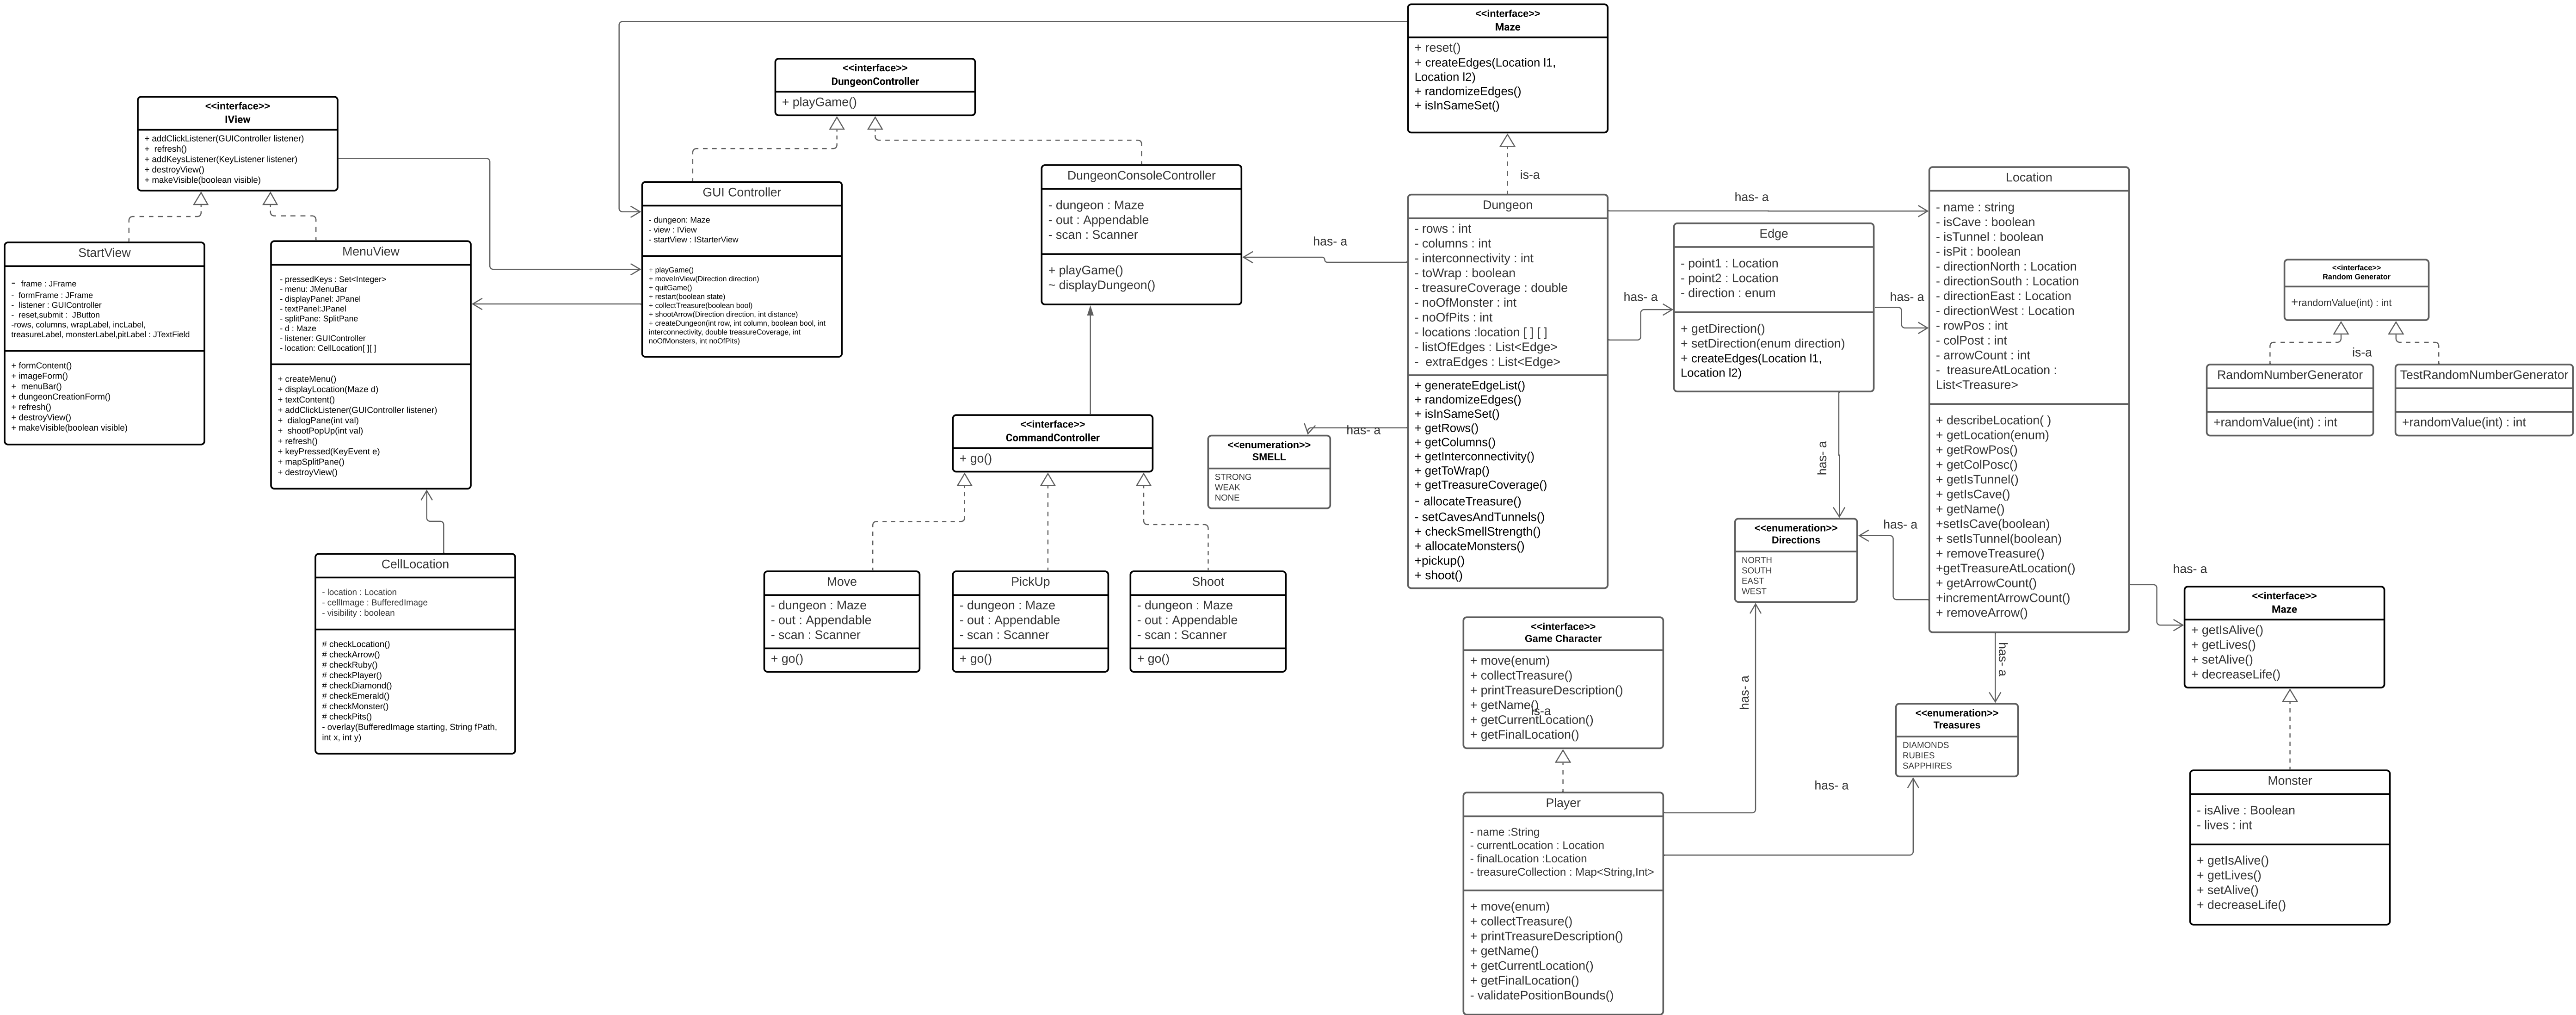 <<interface>>
IView
+ addClickListener(GUIController listener)
+  refresh()
+ addKeysListener(KeyListener listener)
+ destroyView()
+ makeVisible(boolean visible)
StartView
-  frame : JFrame
-  formFrame : JFrame
-  listener : GUIController
-  reset,submit :  JButton
-rows, columns, wrapLabel, incLabel,
treasureLabel, monsterLabel,pitLabel : JTextField
+ formContent()
+ imageForm()
+  menuBar()
+ dungeonCreationForm()
+ refresh()
+ destroyView()
+ makeVisible(boolean visible)
MenuView
- pressedKeys : Set<Integer>
- menu: JMenuBar
- displayPanel: JPanel
- textPanel:JPanel
- splitPane: SplitPane
- d : Maze
- listener: GUIController
- location: CellLocation[ ][ ]
+ createMenu()
+ displayLocation(Maze d)
+ textContent()
+ addClickListener(GUIController listener)
+  dialogPane(int val)
+  shootPopUp(int val)
+ refresh()
+ keyPressed(KeyEvent e)
+ mapSplitPane()
+ destroyView()
CellLocation
- location : Location
- cellImage : BufferedImage
- visibility : boolean
# checkLocation()
# checkArrow()
# checkRuby()
# checkPlayer()
# checkDiamond()
# checkEmerald()
# checkMonster()
# checkPits()
- overlay(BufferedImage starting, String fPath,
int x, int y)
<<interface>>
DungeonController
+ playGame()
GUI Controller
- dungeon: Maze
- view : IView
- startView : IStarterView
+ playGame()
+ moveInView(Direction direction)
+ quitGame()
+ restart(boolean state)
+ collectTreasure(boolean bool)
+ shootArrow(Direction direction, int distance)
+ createDungeon(int row, int column, boolean bool, int
interconnectivity, double treasureCoverage, int
noOfMonsters, int noOfPits)
DungeonConsoleController
- dungeon : Maze
- out : Appendable
- scan : Scanner
+ playGame()
~ displayDungeon()
<<interface>>
CommandController
+ go()
Move
- dungeon : Maze
- out : Appendable
- scan : Scanner
+ go()
PickUp
- dungeon : Maze
- out : Appendable
- scan : Scanner
+ go()
Shoot
- dungeon : Maze
- out : Appendable
- scan : Scanner
+ go()
<<interface>>
Maze
+ reset()
+ createEdges(Location l1,
Location l2)
+ randomizeEdges()
+ isInSameSet()
is-a
has- a
Dungeon
- rows : int
- columns : int
- interconnectivity : int
- toWrap : boolean
- treasureCoverage : double
- noOfMonster : int
- noOfPits : int
- locations :location [ ] [ ]
- listOfEdges : List<Edge>
-  extraEdges : List<Edge>
+ generateEdgeList()
+ randomizeEdges()
+ isInSameSet()
+ getRows()
+ getColumns()
+ getInterconnectivity()
+ getToWrap()
+ getTreasureCoverage()
- allocateTreasure()
- setCavesAndTunnels()
+ checkSmellStrength()
+ allocateMonsters()
+pickup()
+ shoot()
has- a
<<enumeration>>
SMELL
STRONG
WEAK
NONE
has- a
has- a
Edge
- point1 : Location
- point2 : Location
- direction : enum
+ getDirection()
+ setDirection(enum direction)
+ createEdges(Location l1,
Location l2)
has- a
has- a
<<enumeration>>
Directions
NORTH
SOUTH
EAST
WEST
has- a
Location
- name : string
- isCave : boolean
- isTunnel : boolean
- isPit : boolean
- directionNorth : Location
- directionSouth : Location
- directionEast : Location
- directionWest : Location
- rowPos : int
- colPost : int
- arrowCount : int
-  treasureAtLocation :
List<Treasure>
+ describeLocation( )
+ getLocation(enum)
+ getRowPos()
+ getColPosc()
+ getIsTunnel()
+ getIsCave()
+ getName()
+setIsCave(boolean)
+ setIsTunnel(boolean)
+ removeTreasure()
+getTreasureAtLocation()
+ getArrowCount()
+incrementArrowCount()
+ removeArrow()
has- a
has- a
<<enumeration>>
Treasures
DIAMONDS
RUBIES
SAPPHIRES
<<interface>>
Game Character
+ move(enum)
+ collectTreasure()
+ printTreasureDescription()
+ getName()
is-a
+ getCurrentLocation()
+ getFinalLocation()
has- a
has- a
Player
- name :String
- currentLocation : Location
- finalLocation :Location
- treasureCollection : Map<String,Int>
+ move(enum)
+ collectTreasure()
+ printTreasureDescription()
+ getName()
+ getCurrentLocation()
+ getFinalLocation()
- validatePositionBounds()
<<interface>>
Random Generator
+randomValue(int) : int
is-a
RandomNumberGenerator
+randomValue(int) : int
TestRandomNumberGenerator
+randomValue(int) : int
<<interface>>
Maze
+ getIsAlive()
+ getLives()
+ setAlive()
+ decreaseLife()
Monster
- isAlive : Boolean
- lives : int
+ getIsAlive()
+ getLives()
+ setAlive()
+ decreaseLife()